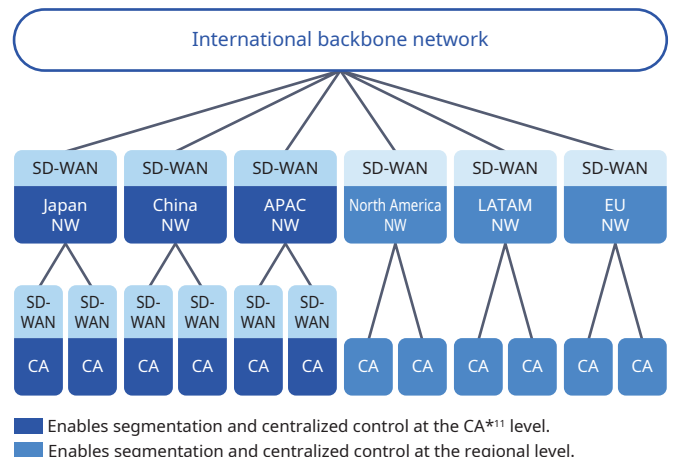 International backbone network
SD-WAN SD-WAN SD-WAN SD-WAN SD-WAN SD-WAN
Japan China APAC North America LATAM EU
NW NW NW NW NW NW
SD- SD- SD- SD- SD- SD-
WAN WAN WAN WAN WAN WAN
CA CA CA CA CA CA CA CA CA CA CA CA
Enables segmentation and centralized control at the CA*¹¹ level.
Enables segmentation and centralized control at the regional level.